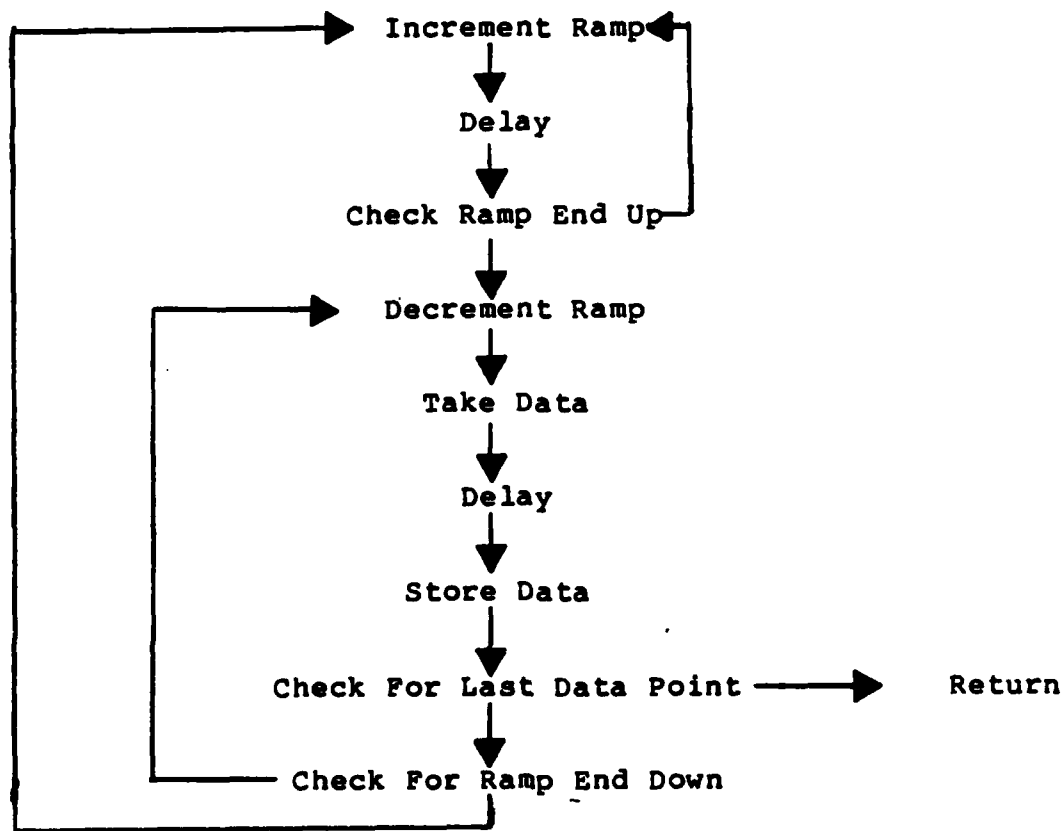 Increment Ramp
Delay
Check Ramp End Up
Decrement Ramp
Take Data
Delay
Store Data
Check For Last Data Point
Return
Check For Ramp End Down